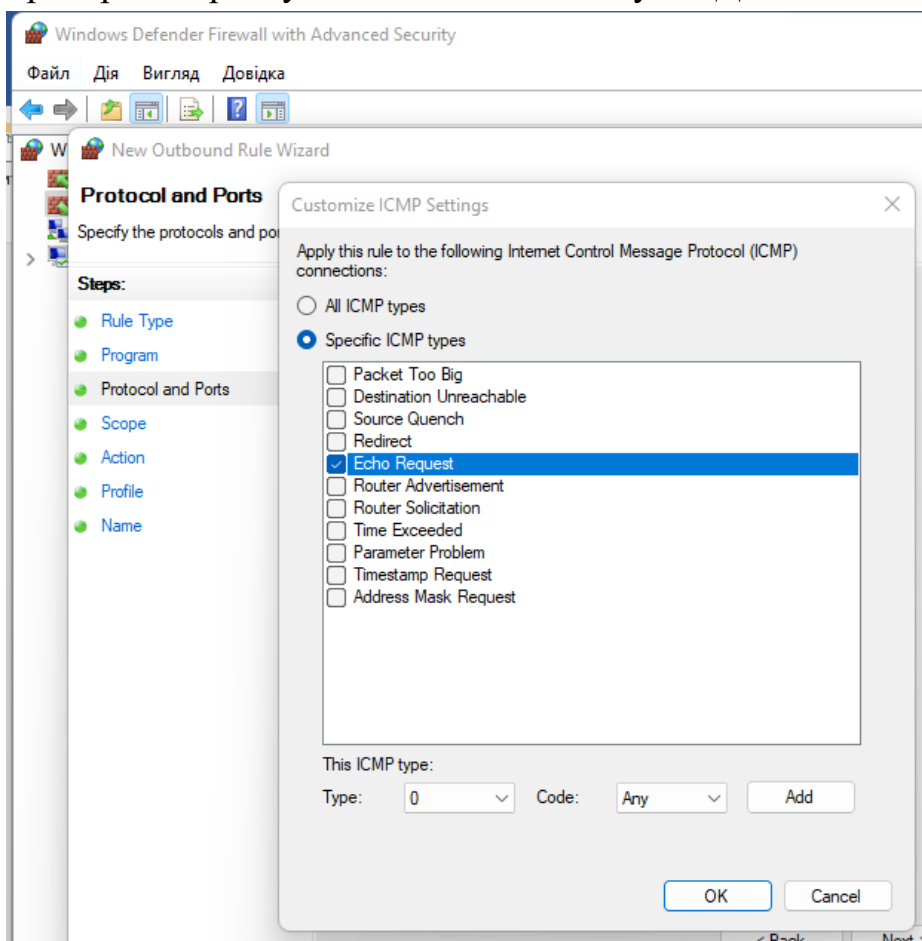 Windows Defender Firewall with Advanced Security
Файл Дія Вигляд Довідка
W
New Outbound Rule Wizard
Protocol and Ports
Specify the protocols and
Steps:
Rule Type
Program
Protocol and Ports
Scope
Action
Profile
Name
Customize ICMP Settings
Apply this rule to the following Internet Control Message Protocol (ICMP)
connections:
All ICMP types
Specific ICMP types
Packet Too Big
Destination Unreachable
Source Quench
Redirect
Echo Request
Router Advertisement
Router Solicitation
Time Exceeded
Parameter Problem
Timestamp Request
Address Mask Request
This ICMP type:
Type: 0 Code: Any Add
OK Cancel
< Back Next